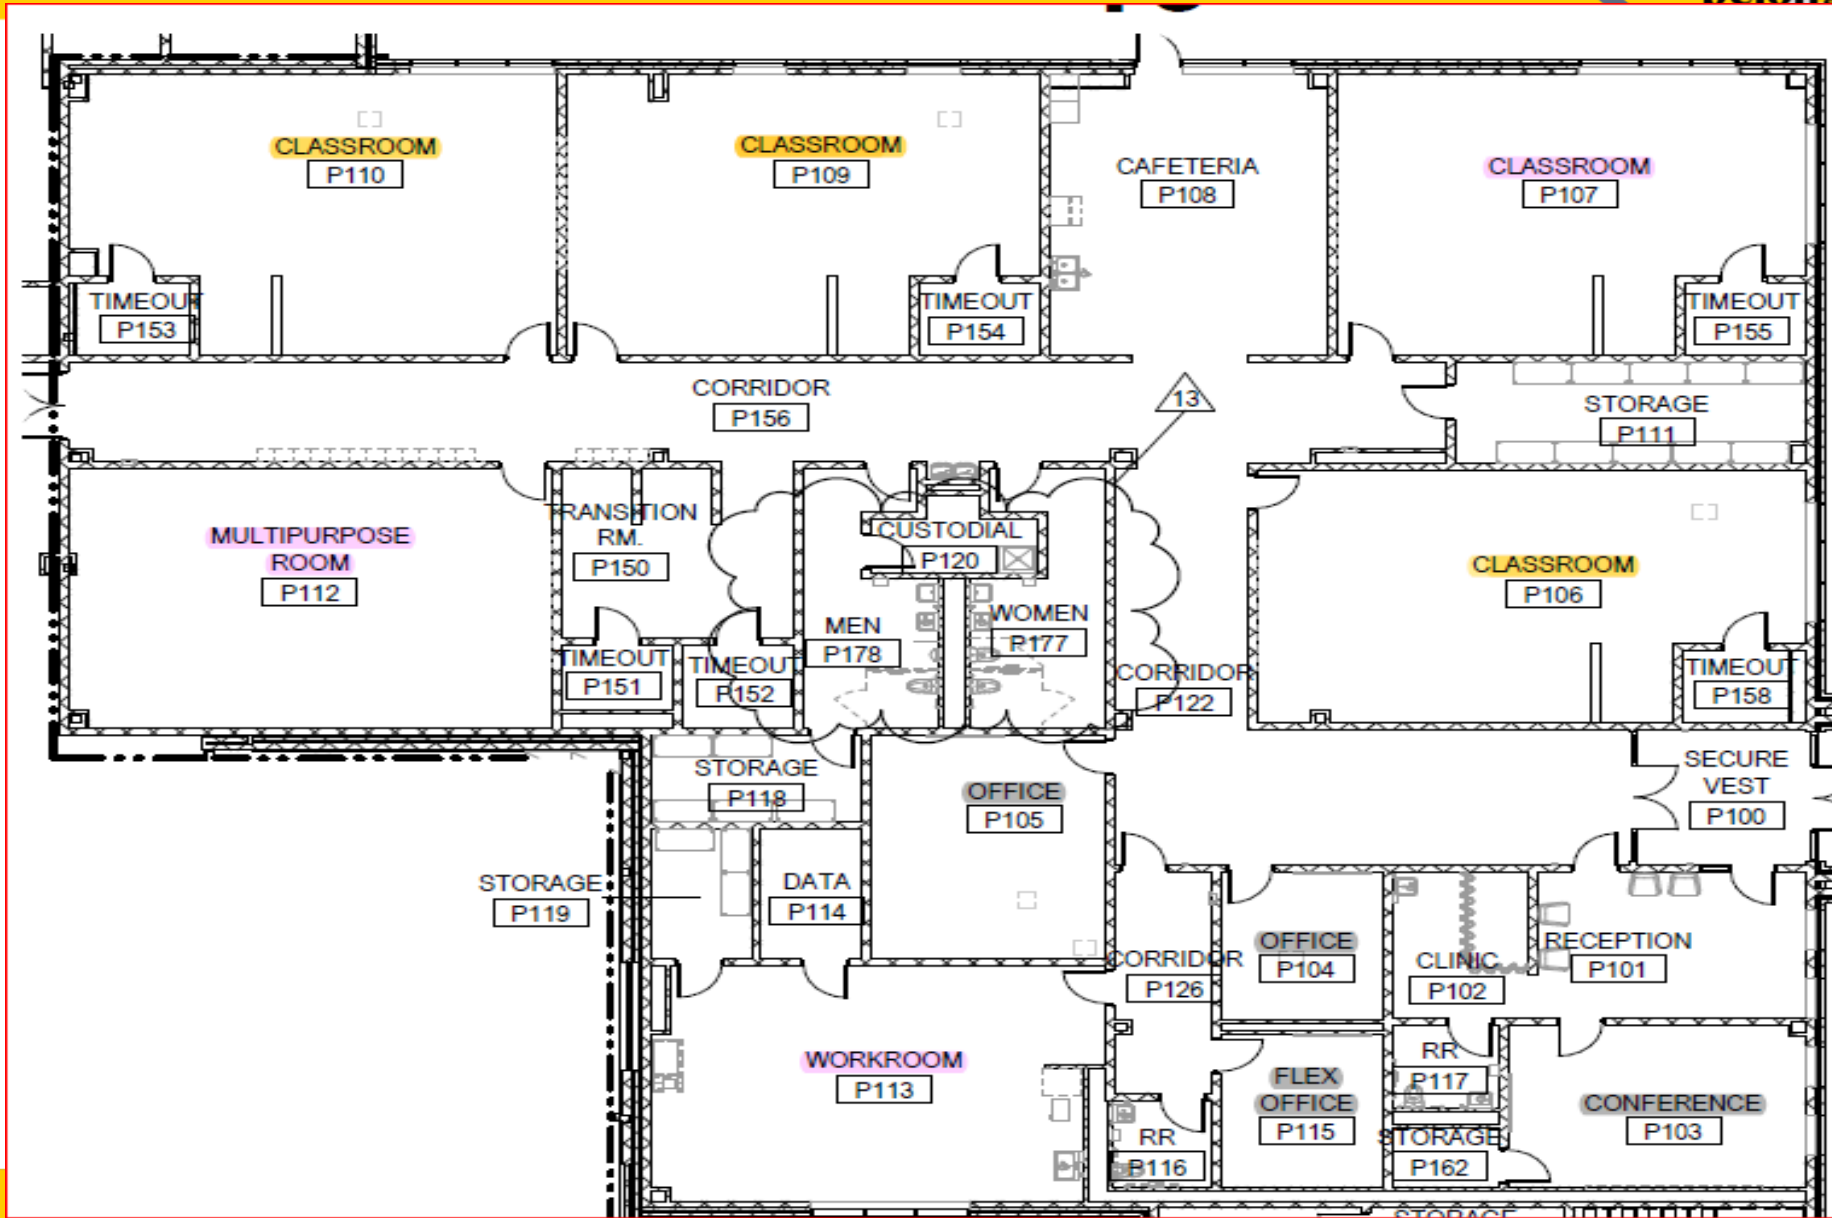 CLASSROOM
P110
CLASSROOM
P109
CAFETERIA
P108
CLASSROOM
P107
TIMEOUT
P153
TIMEOUT
P154
TIMEOUT
P155
CORRIDOR
P156
13
STORAGE
P111
MULTIPURPOSE
ROOM
P112
TRANSITION
RM.
P150
CUSTODIAL
P120
CLASSROOM
P106
MEN
P178
WOMEN
P177
TIMEOUT
P151
TIMEOUT
P152
CORRIDOR
P122
TIMEOUT
P158
STORAGE
P118
OFFICE
P105
SECURE
VEST
P100
STORAGE
P119
DATA
P114
CORRIDOR
P126
OFFICE
P104
CLINIC
P102
RECEPTION
P101
WORKROOM
P113
RR
P116
FLEX
OFFICE
P115
RR
P117
STORAGE
P162
CONFERENCE
P103
STORAGE